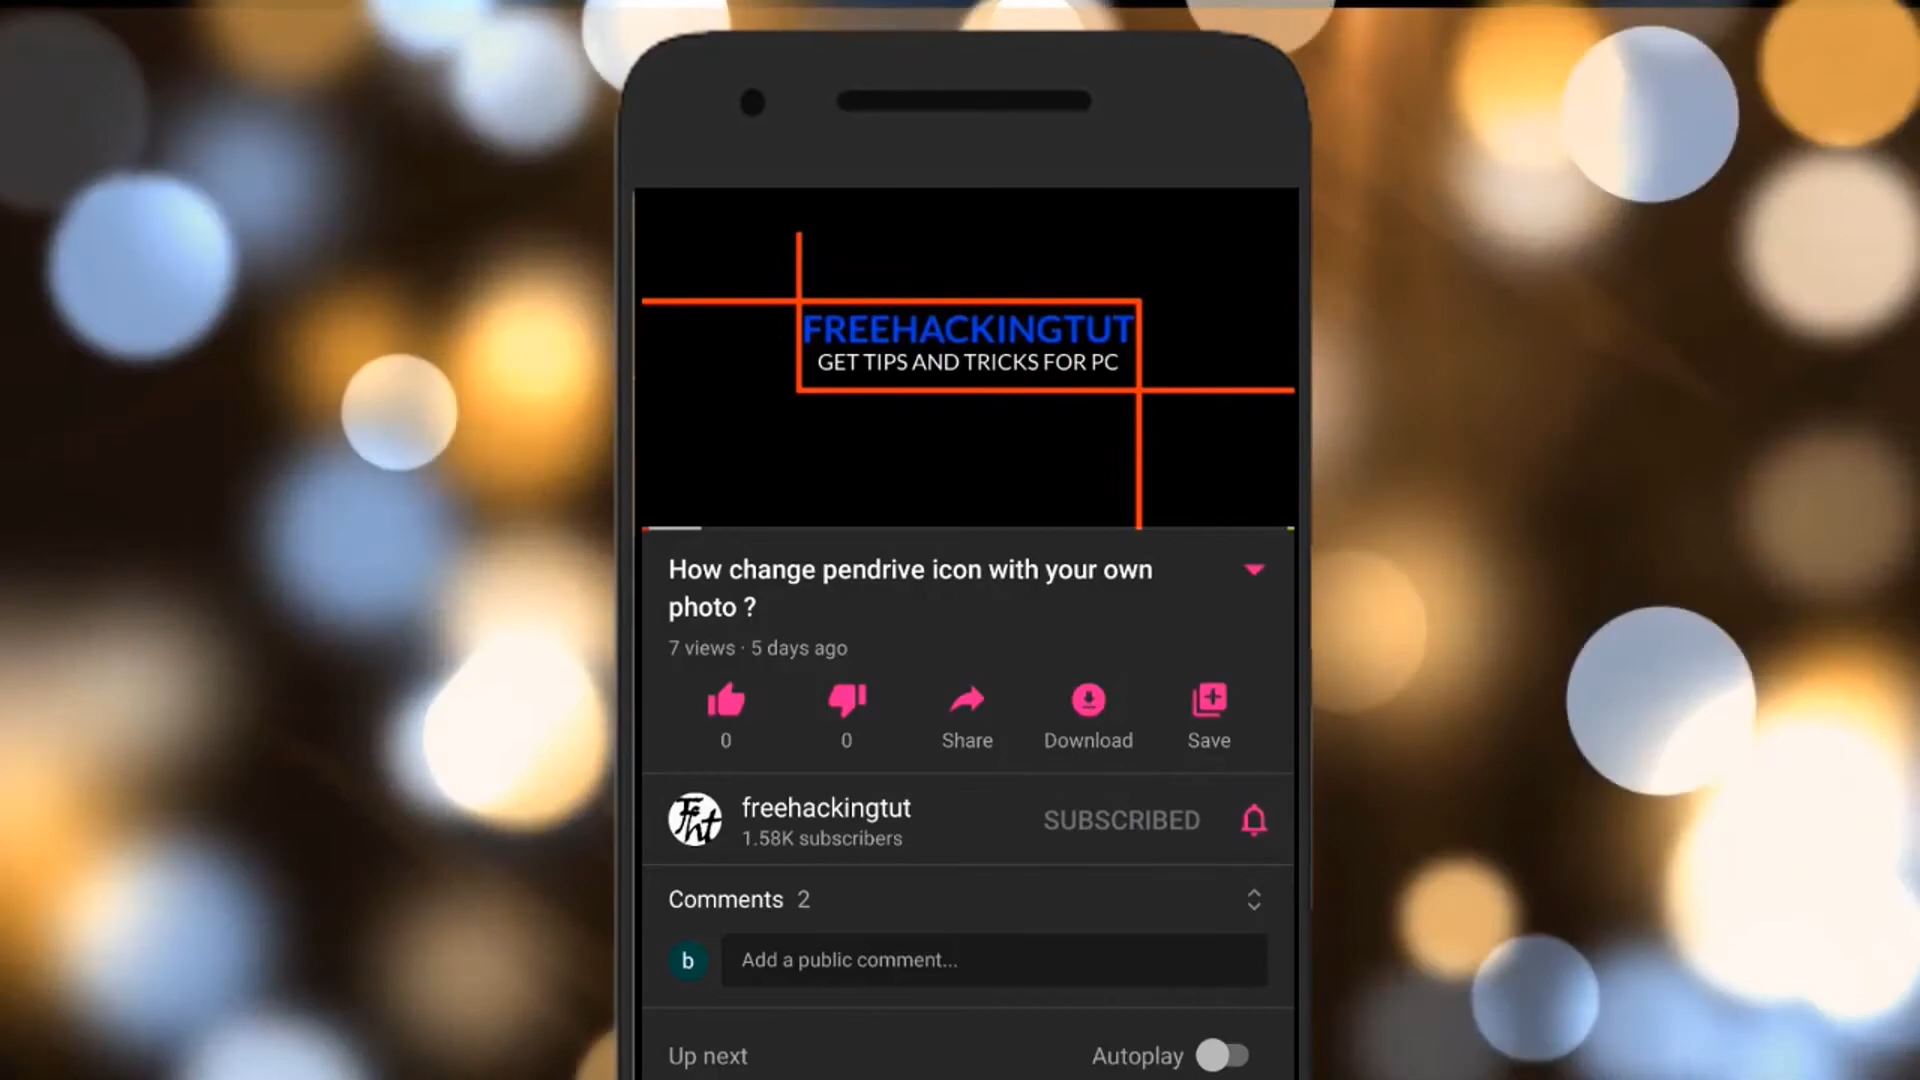 FREEHACKINGTUT
GET TIPS AND TRICKS FOR PC
How change pendrive icon with your own
photo ?
7 views · 5 days ago
0
0
Share
Download
Save
Fht
freehackingtut
1.58K subscribers
SUBSCRIBED
Comments 2
b
Add a public comment...
Up next
Autoplay